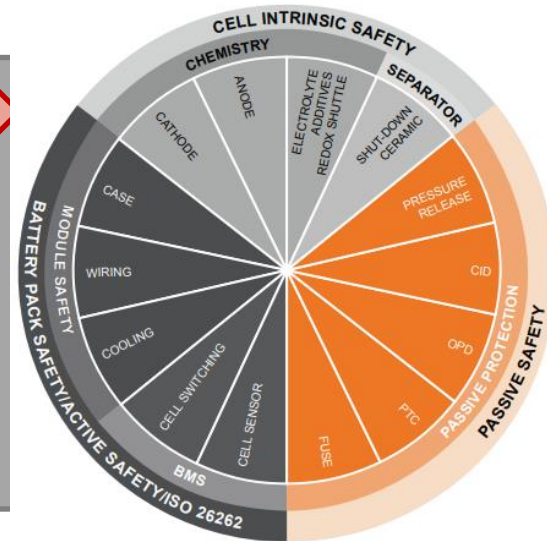 CELL INTRINSIC SAFETY
CHEMISTRY
SEPARATOR
CATHODE
ANODE
ELECTROLYTE
ADDITIVES
REDOX SHUTTLE
SHUT-DOWN
CERAMIC
PRESSURE
RELEASE
CID
OPD
PTC
FUSE
PASSIVE PROTECTION
PASSIVE SAFETY
CELL SENSOR
CELL SWITCHING
BMS
COOLING
WIRING
CASE
MODULE SAFETY
BATTERY PACK SAFETY/ACTIVE SAFETY/ISO 26262